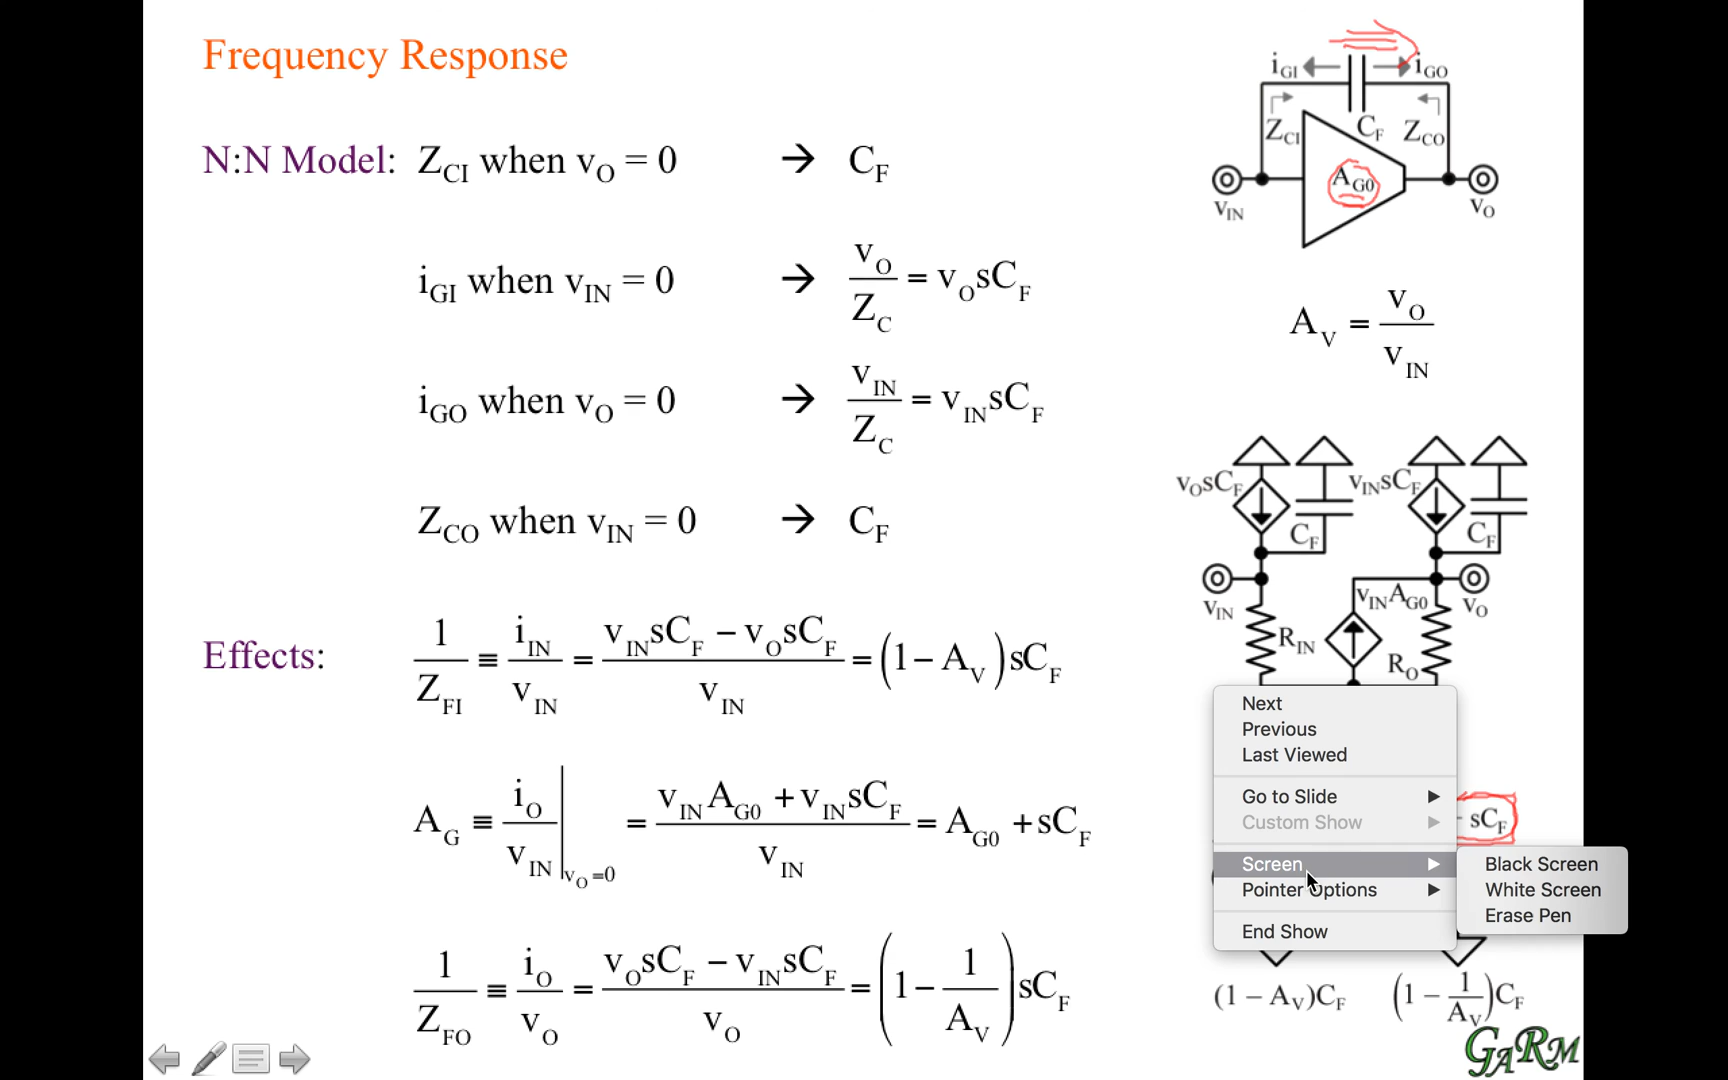 Frequency Response
N:N Model: Z_CI when v_O = 0 → C_F
i_GI when v_IN = 0 → v_O / Z_C = v_O sC_F
i_GO when v_O = 0 → v_IN / Z_C = v_IN sC_F
Z_CO when v_IN = 0 → C_F
Effects: 1 / Z_FI ≡ i_IN / v_IN = (v_IN sC_F − v_O sC_F) / v_IN = (1 − A_V) sC_F
A_G ≡ i_O / v_IN |v_O=0 = (v_IN A_G0 + v_IN sC_F) / v_IN = A_G0 + sC_F
1 / Z_FO ≡ i_O / v_O = (v_O sC_F − v_IN sC_F) / v_O = (1 − 1 / A_V) sC_F
i_GI i_GO
Z_CI C_F Z_CO
A_G0
v_IN v_O
A_V = v_O / v_IN
v_O sC_F v_IN sC_F
C_F C_F
v_IN v_IN A_G0 v_O
R_IN R_O
Next
Previous
Last Viewed
Go to Slide
Custom Show
sC_F
Screen
Pointer Options
End Show
Black Screen
White Screen
Erase Pen
(1 − A_V)C_F (1 − 1 / A_V)C_F
GARM